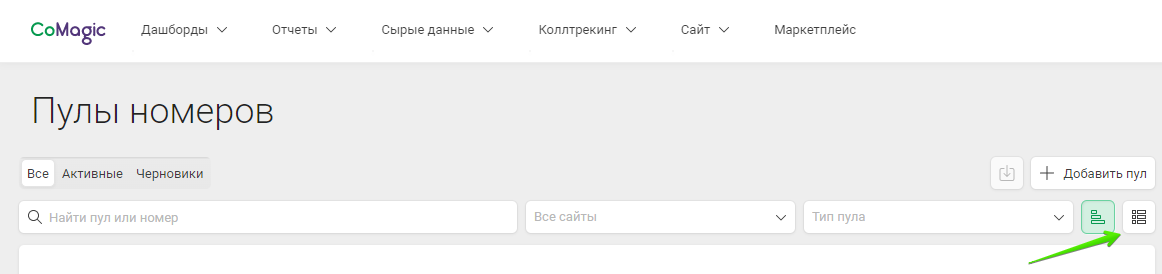 CoMagic Дашборды Отчеты Сырые данные Коллтрекинг Сайт Маркетплейс
Пулы номеров
Все Активные Черновики Добавить пул
Найти пул или номер Все сайты Тип пула